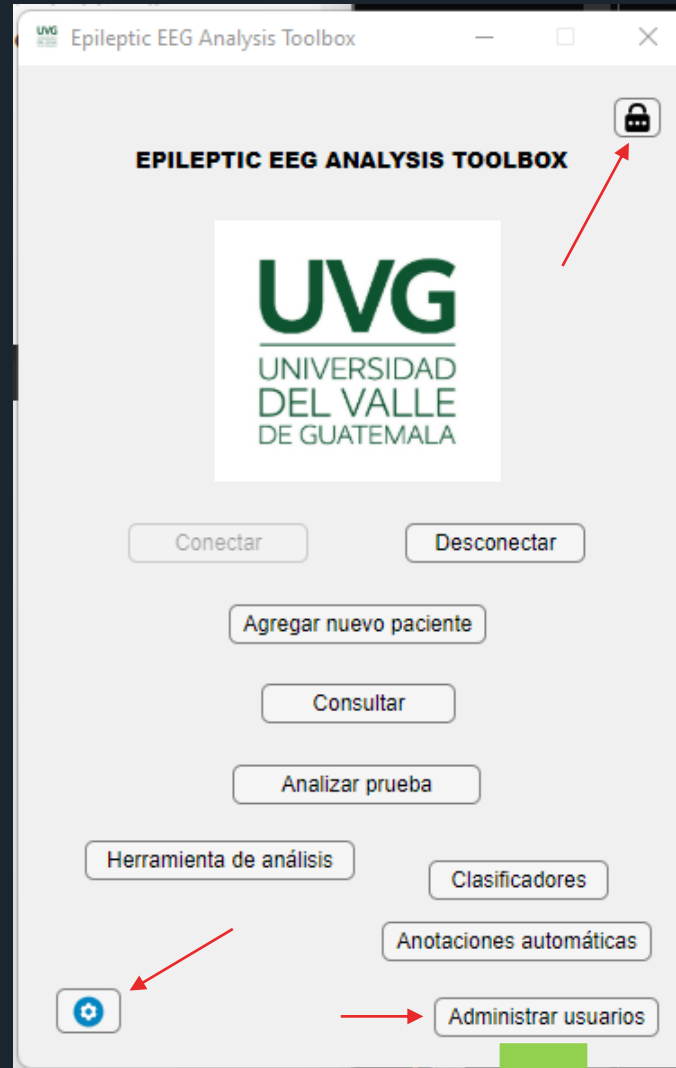 UVG Epileptic EEG Analysis Toolbox
EPILEPTIC EEG ANALYSIS TOOLBOX
UVG
UNIVERSIDAD
DEL VALLE
DE GUATEMALA
Conectar
Desconectar
Agregar nuevo paciente
Consultar
Analizar prueba
Herramienta de análisis
Clasificadores
Anotaciones automáticas
Administrar usuarios